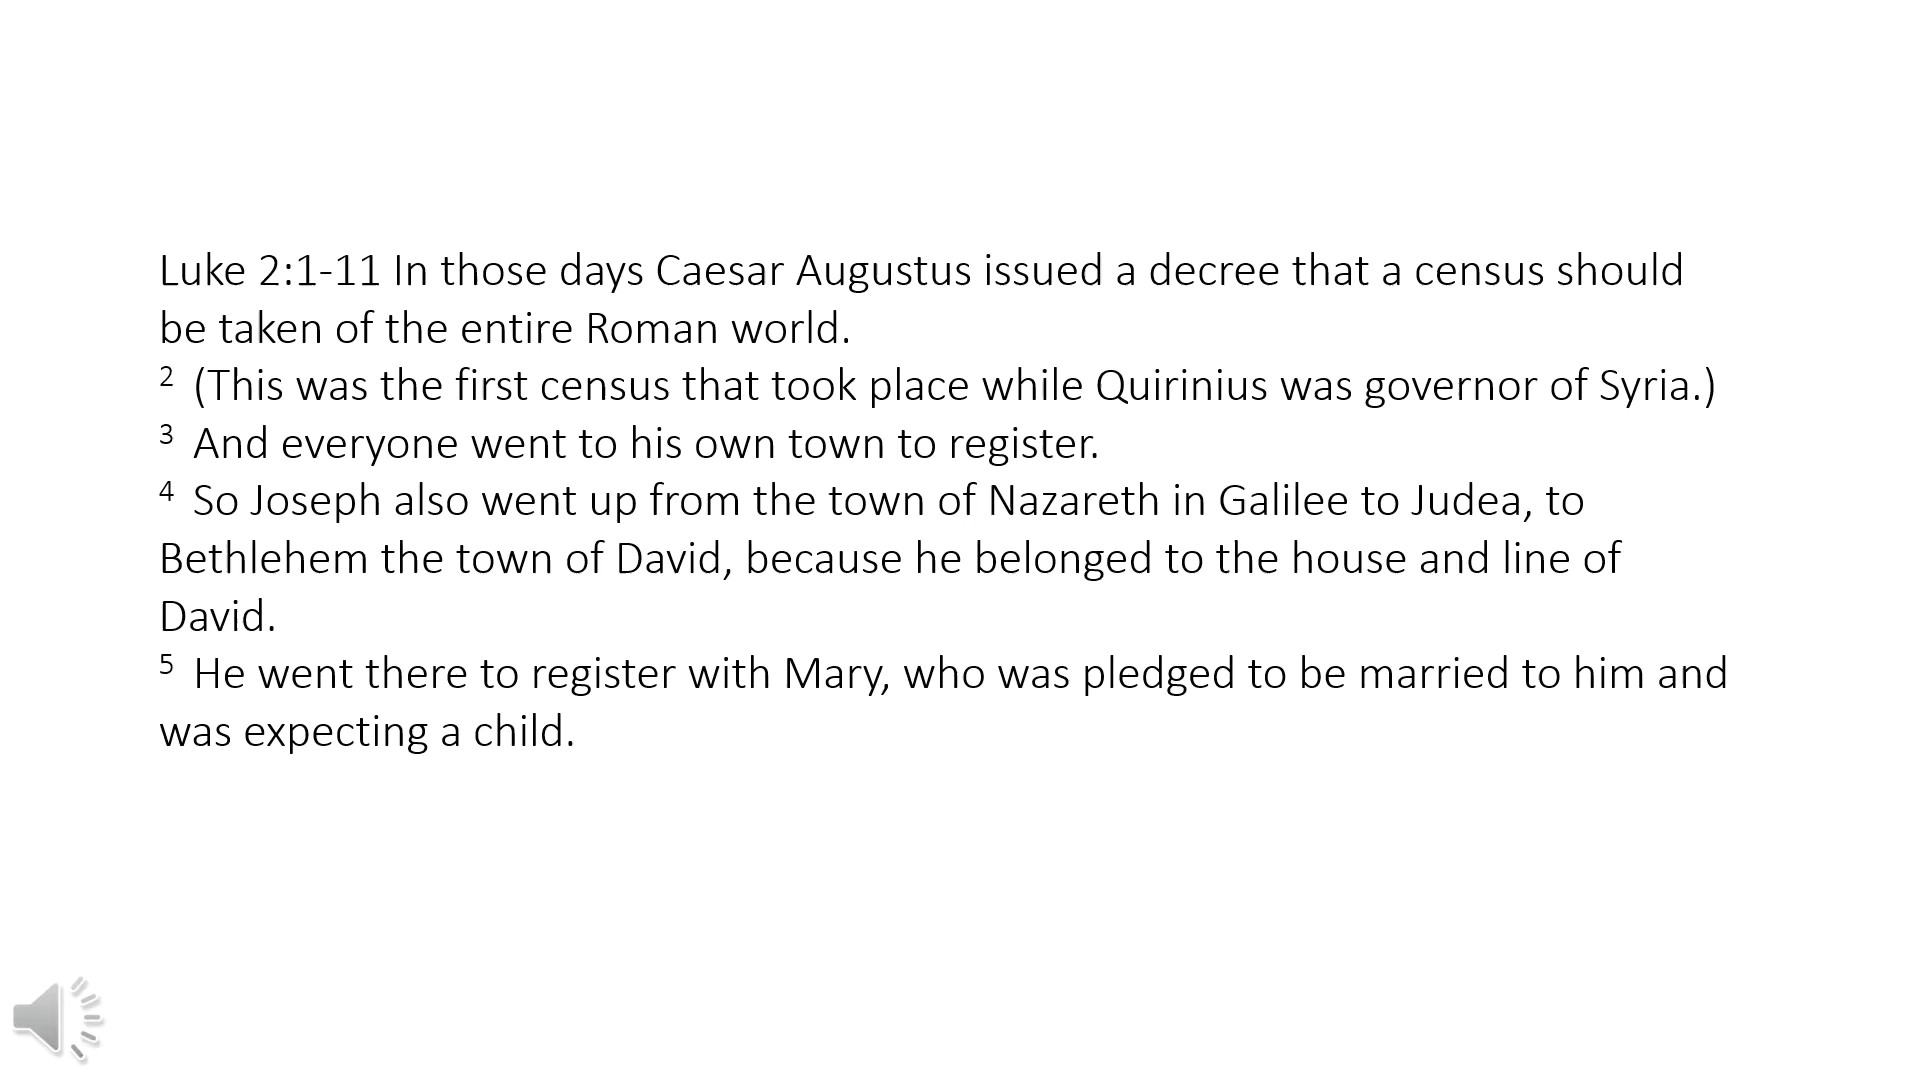 Luke 2:1-11 In those days Caesar Augustus issued a decree that a census should
be taken of the entire Roman world.
2 (This was the first census that took place while Quirinius was governor of Syria.)
3 And everyone went to his own town to register.
4 So Joseph also went up from the town of Nazareth in Galilee to Judea, to
Bethlehem the town of David, because he belonged to the house and line of
David.
5 He went there to register with Mary, who was pledged to be married to him and
was expecting a child.